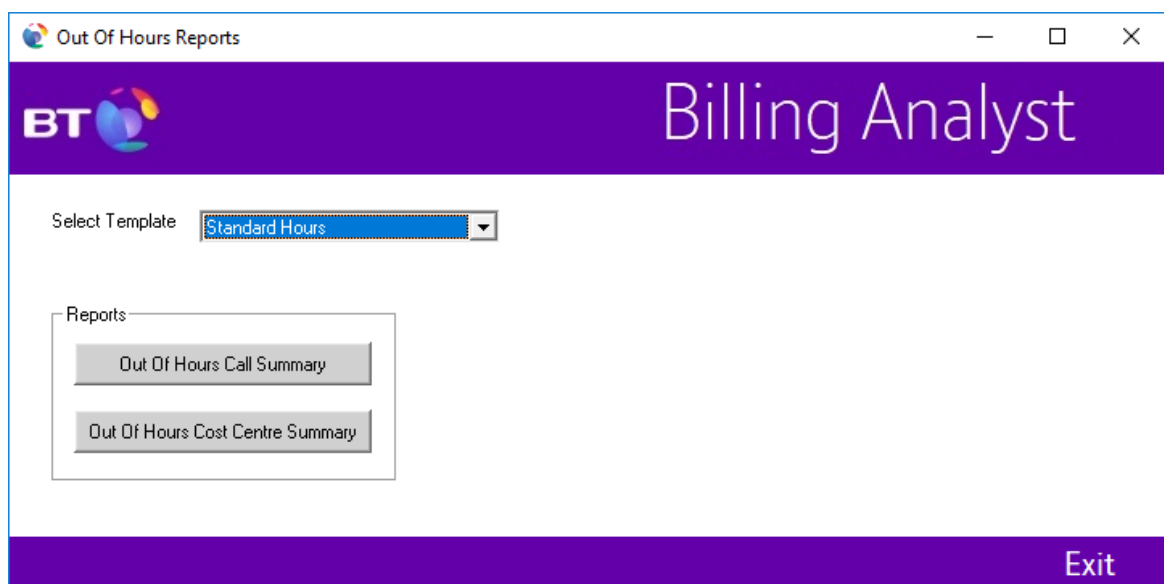 Out Of Hours Reports
BT
Billing Analyst
Select Template
Standard Hours
Reports
Out Of Hours Call Summary
Out Of Hours Cost Centre Summary
Exit